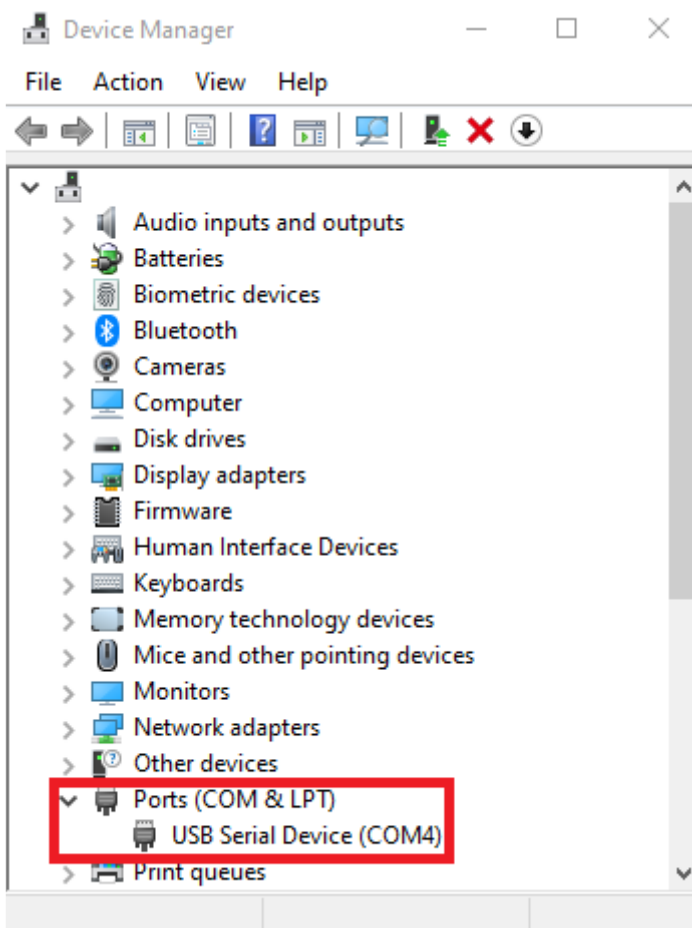 Device Manager
File Action View Help
Audio inputs and outputs
Batteries
Biometric devices
Bluetooth
Cameras
Computer
Disk drives
Display adapters
Firmware
Human Interface Devices
Keyboards
Memory technology devices
Mice and other pointing devices
Monitors
Network adapters
Other devices
Ports (COM & LPT)
USB Serial Device (COM4)
Print queues